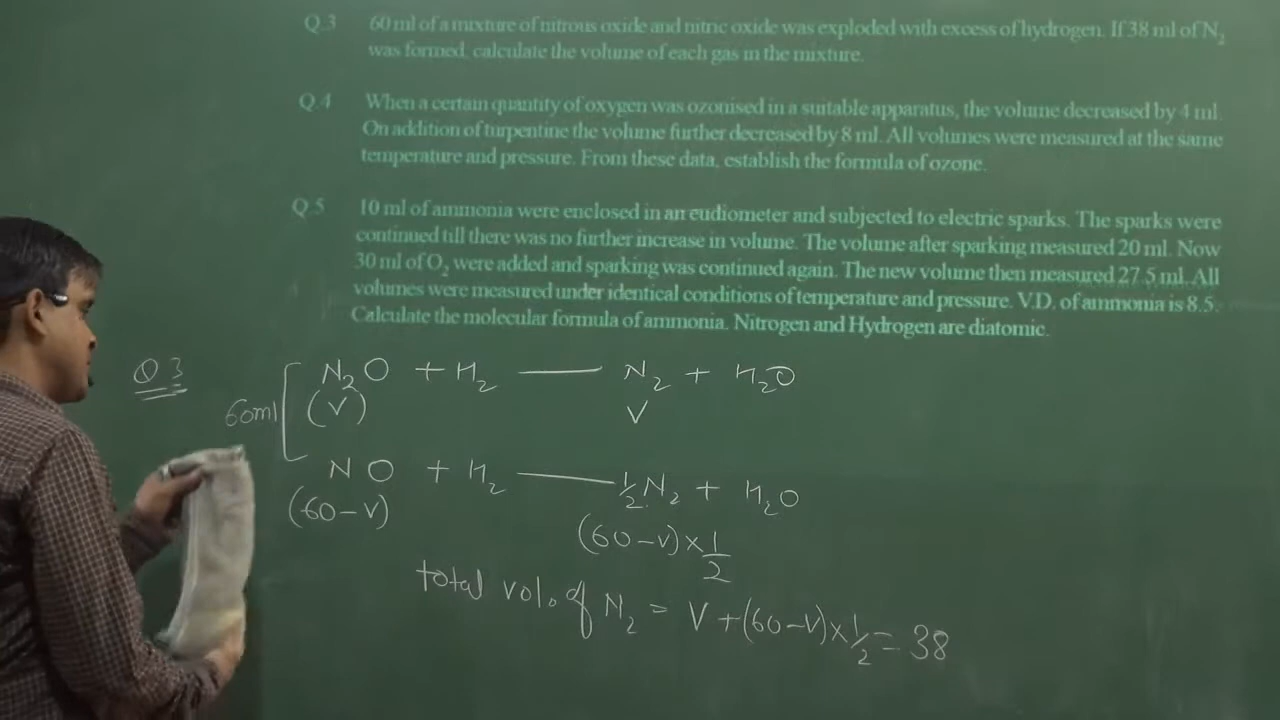 Q.3 60 ml of a mixture of nitrous oxide and nitric oxide was exploded with excess of hydrogen. If 38 ml of N₂
was formed, calculate the volume of each gas in the mixture.
Q.4 When a certain quantity of oxygen was ozonised in a suitable apparatus, the volume decreased by 4 ml.
On addition of turpentine the volume further decreased by 8 ml. All volumes were measured at the same
temperature and pressure. From these data, establish the formula of ozone.
Q.5 10 ml of ammonia were enclosed in an eudiometer and subjected to electric sparks. The sparks were
continued till there was no further increase in volume. The volume after sparking measured 20 ml. Now
30 ml of O₂ were added and sparking was continued again. The new volume then measured 27.5 ml. All
volumes were measured under identical conditions of temperature and pressure. V.D. of ammonia is 8.5.
Calculate the molecular formula of ammonia. Nitrogen and Hydrogen are diatomic.
Q3 N₂O + H₂ — N₂ + H₂O
60ml (V) V
NO + H₂ — 1/2 N₂ + H₂O
(60-V) (60-V)×1/2
total vol. of N₂ = V+(60-V)×1/2 = 38